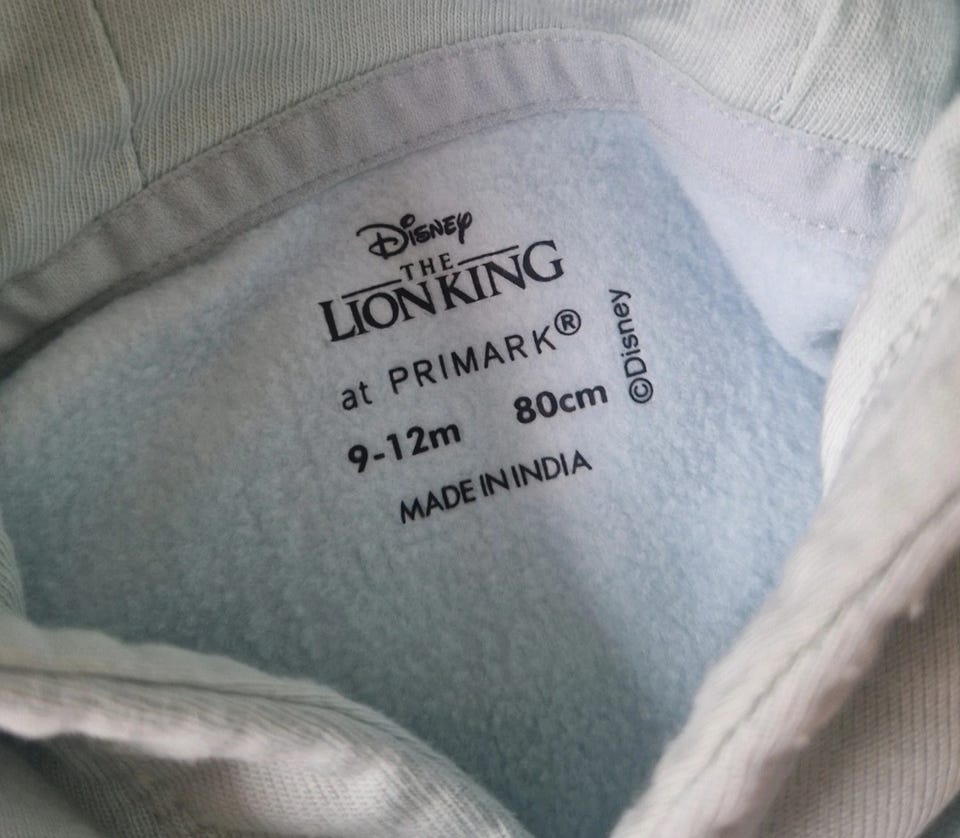 Disney
THE
LION KING
at PRIMARK®
9-12m 80cm
MADE IN INDIA
©Disney